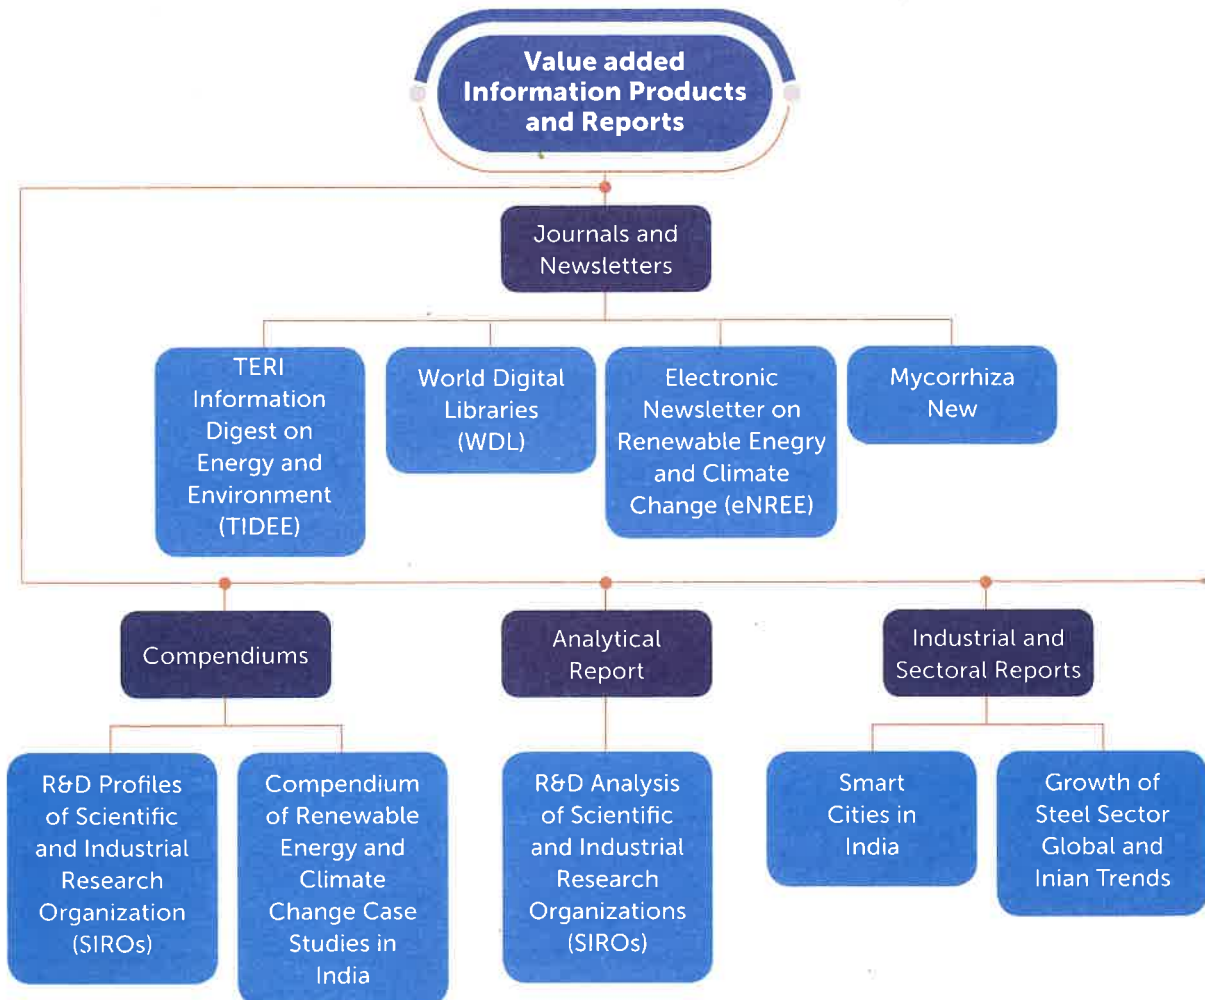 Value added
Information Products
and Reports
Journals and
Newsletters
TERI
Information
Digest on
Energy and
Environment
(TIDEE)
World Digital
Libraries
(WDL)
Electronic
Newsletter on
Renewable Enegry
and Climate
Change (eNREE)
Mycorrhiza
New
Compendiums
Analytical
Report
Industrial and
Sectoral Reports
R&D Profiles
of Scientific
and Industrial
Research
Organization
(SIROs)
Compendium
of Renewable
Energy and
Climate
Change Case
Studies in
India
R&D Analysis
of Scientific
and Industrial
Research
Organizations
(SIROs)
Smart
Cities in
India
Growth of
Steel Sector
Global and
Inian Trends